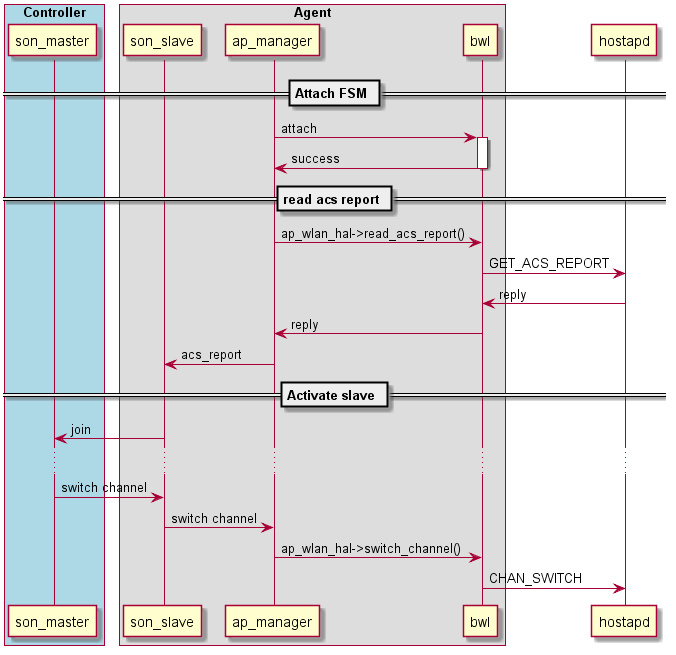 Controller
Agent
son_master
son_slave
ap_manager
bwl
hostapd
Attach FSM
attach
success
read acs report
ap_wlan_hal->read_acs_report()
GET_ACS_REPORT
reply
reply
acs_report
Activate slave
join
switch channel
switch channel
ap_wlan_hal->switch_channel()
CHAN_SWITCH
son_master
son_slave
ap_manager
bwl
hostapd